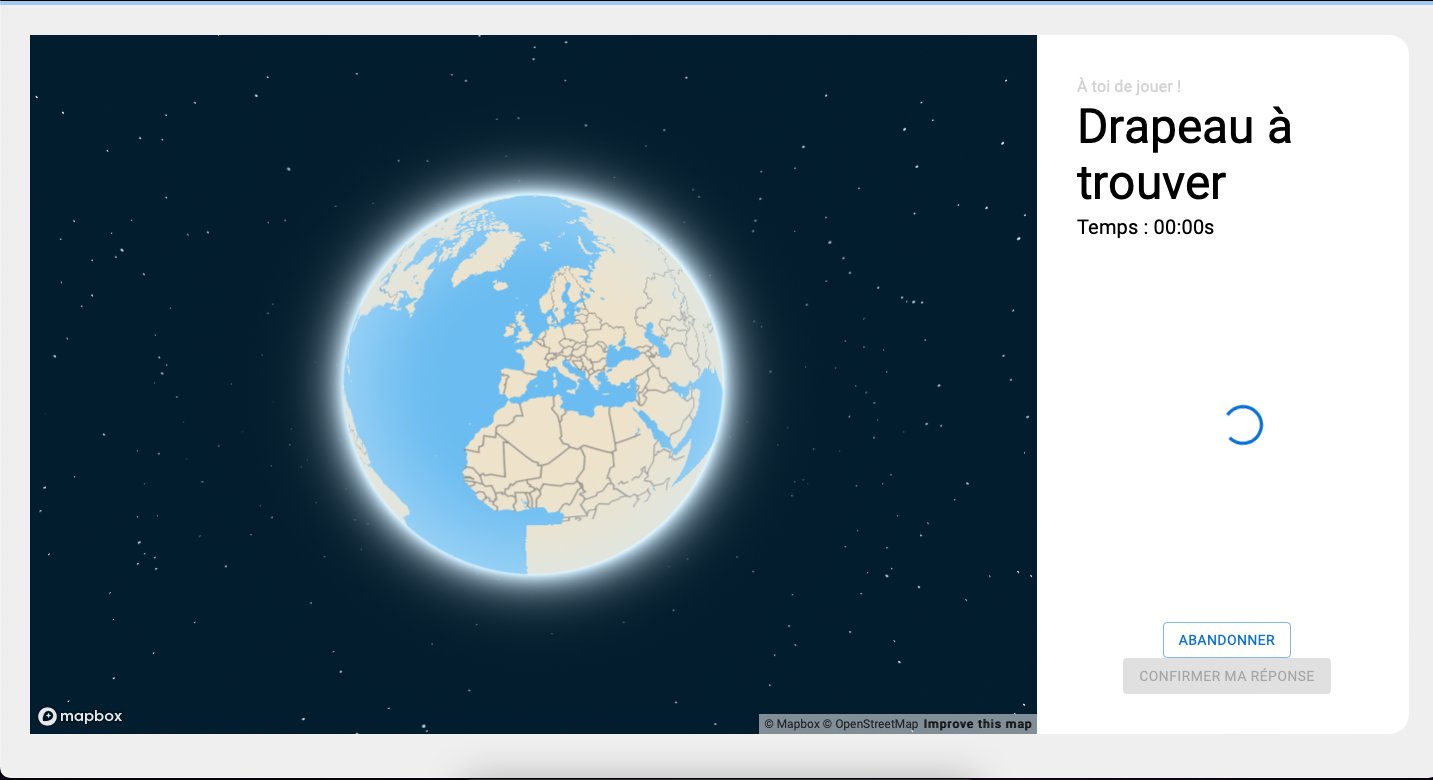 À toi de jouer !
Drapeau à
trouver
Temps : 00:00s
ABANDONNER
CONFIRMER MA RÉPONSE
mapbox
© Mapbox © OpenStreetMap Improve this map